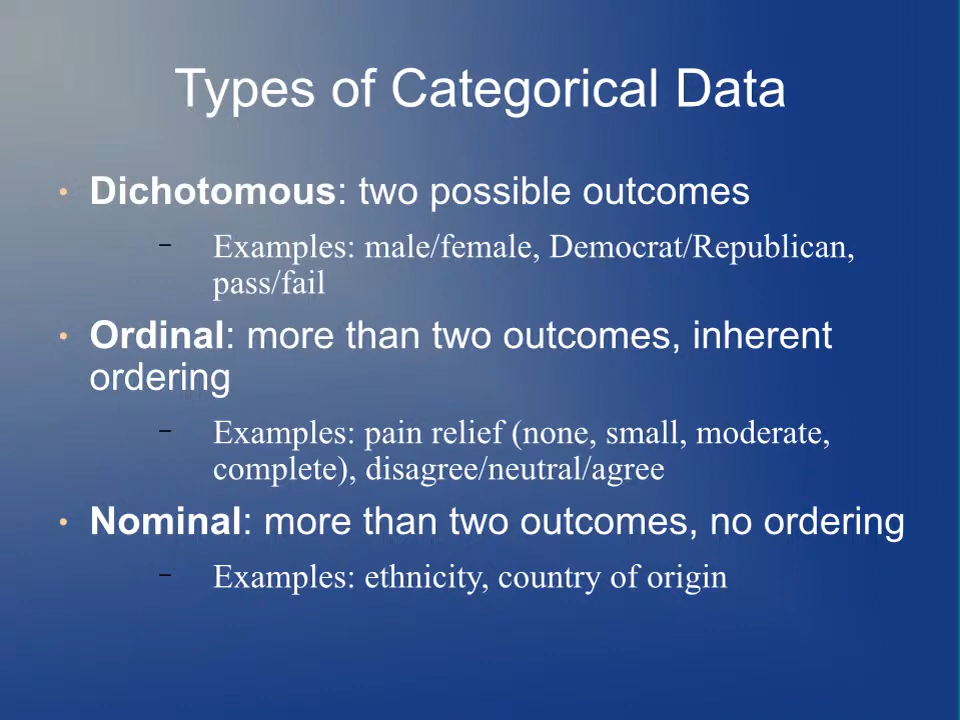 Types of Categorical Data
• Dichotomous: two possible outcomes
– Examples: male/female, Democrat/Republican,
pass/fail
• Ordinal: more than two outcomes, inherent
ordering
– Examples: pain relief (none, small, moderate,
complete), disagree/neutral/agree
• Nominal: more than two outcomes, no ordering
– Examples: ethnicity, country of origin